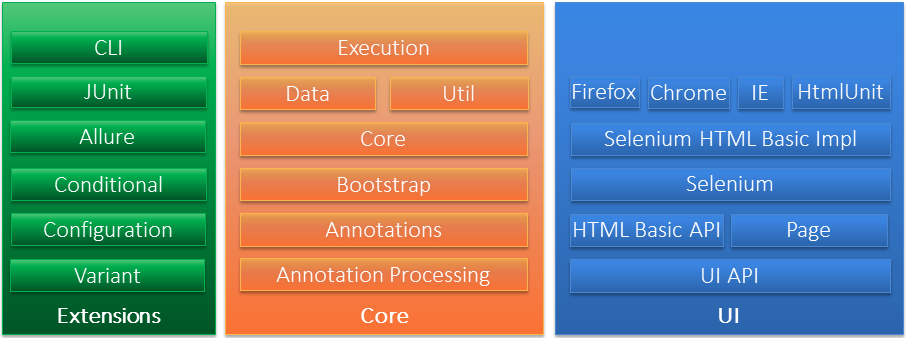 CLI
JUnit
Allure
Conditional
Configuration
Variant
Extensions
Execution
Data
Util
Core
Bootstrap
Annotations
Annotation Processing
Core
Firefox
Chrome
IE
HtmlUnit
Selenium HTML Basic Impl
Selenium
HTML Basic API
Page
UI API
UI